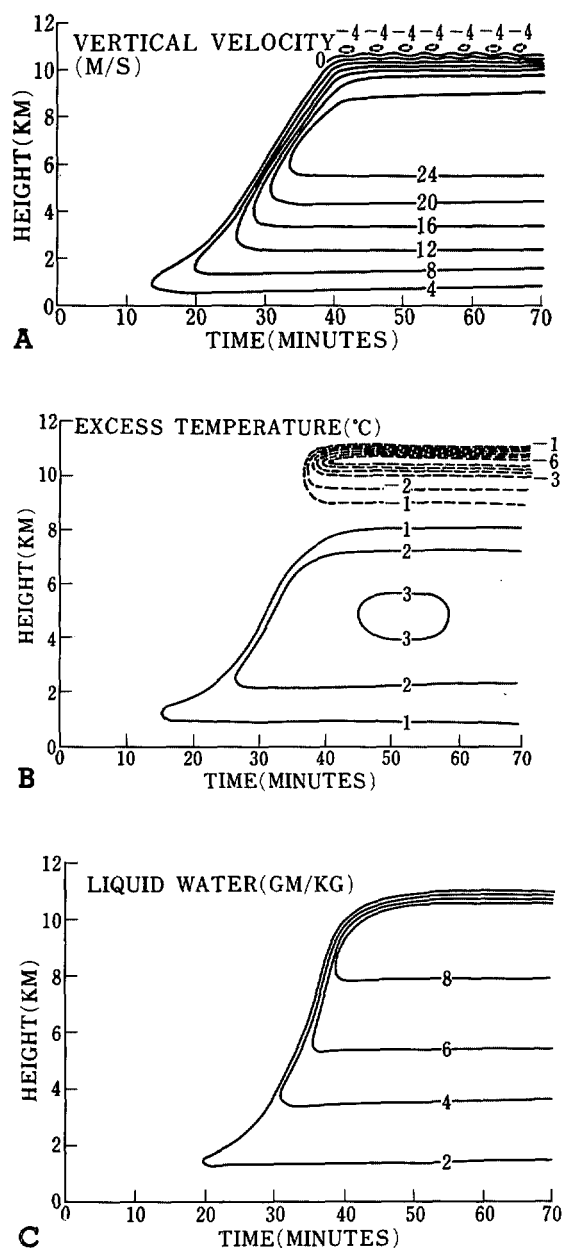 VERTICAL VELOCITY
(M/S)
-4 -4 -4 -4 -4 -4 -4
0
12
10
8
6
4
2
0
HEIGHT(KM)
24
20
16
12
8
4
0 10 20 30 40 50 60 70
TIME(MINUTES)
A
EXCESS TEMPERATURE(°C)
12
10
8
6
4
2
0
HEIGHT(KM)
-1
-6
-3
-2
1
1
2
3
3
2
1
0 10 20 30 40 50 60 70
TIME(MINUTES)
B
LIQUID WATER(GM/KG)
12
10
8
6
4
2
0
HEIGHT(KM)
8
6
4
2
0 10 20 30 40 50 60 70
TIME(MINUTES)
C